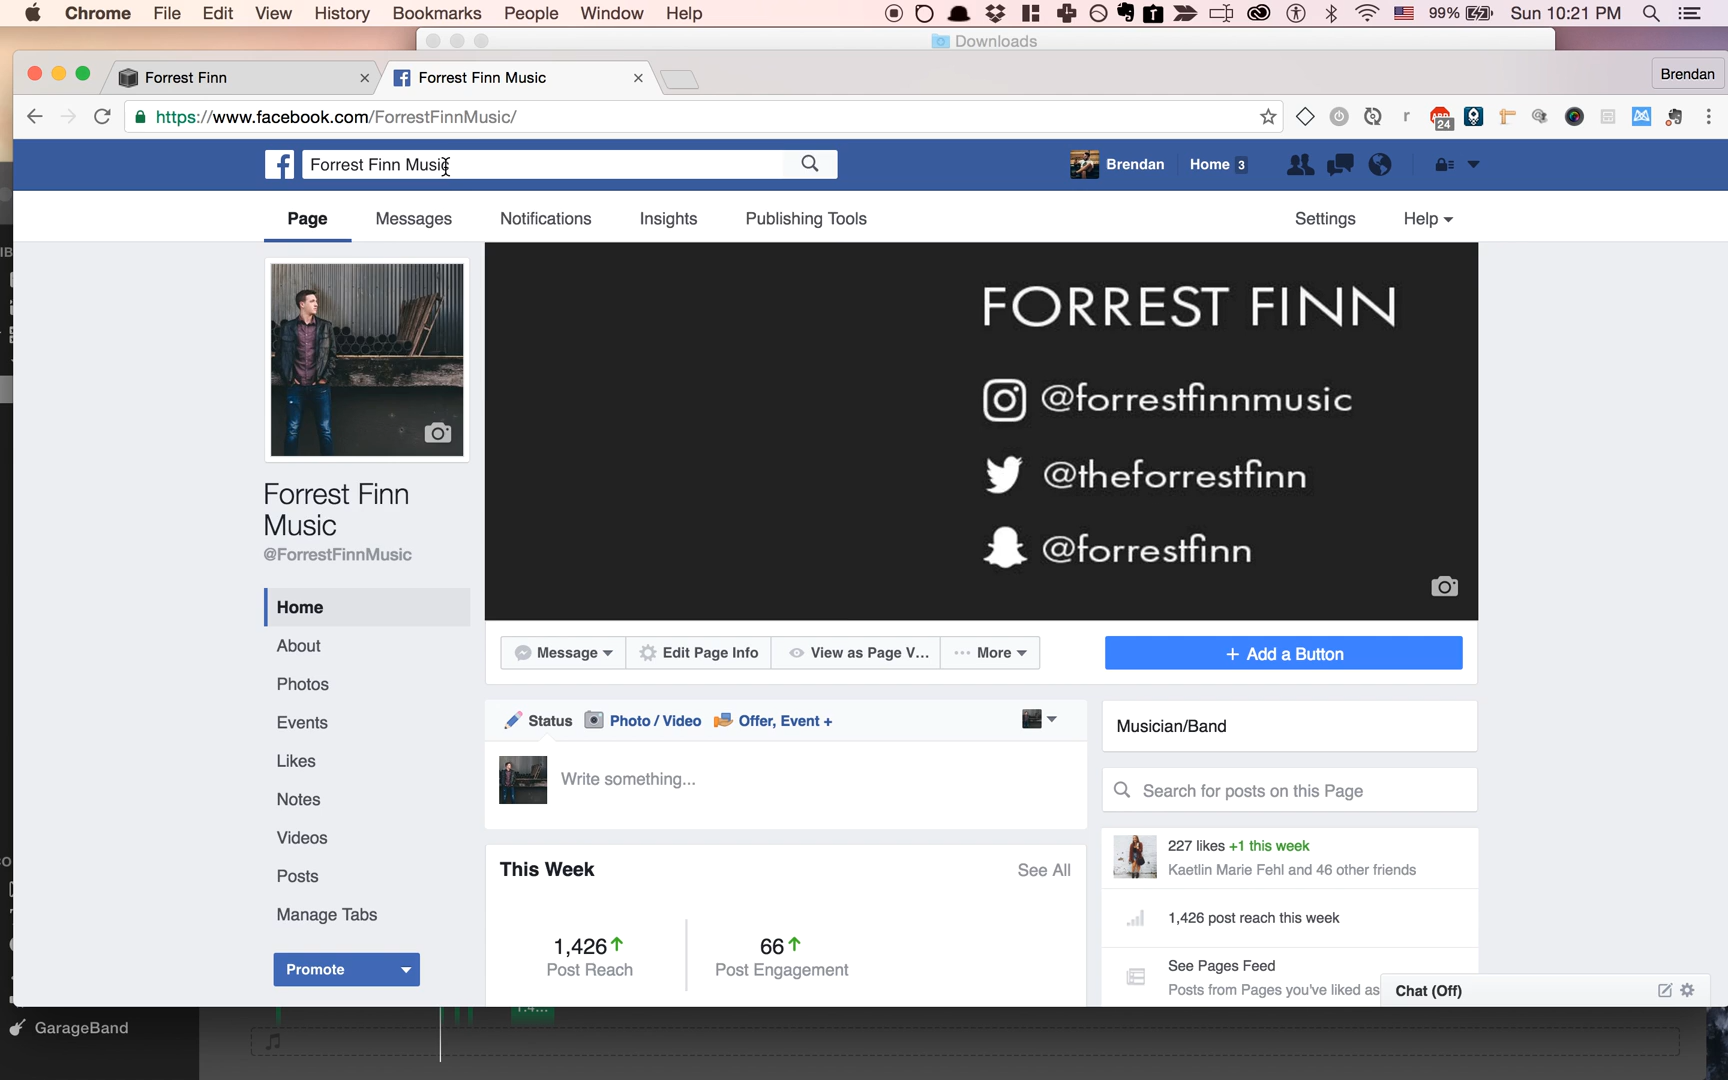 Chrome File Edit View History Bookmarks People Window Help 99% Sun 10:21 PM
Downloads
Forrest Finn Forrest Finn Music Brendan
https://www.facebook.com/ForrestFinnMusic/
24
Forrest Finn Music Brendan Home 3
Page Messages Notifications Insights Publishing Tools Settings Help
FORREST FINN
@forrestfinnmusic
@theforrestfinn
@forrestfinn
Forrest Finn
Music
@ForrestFinnMusic
Home
About
Photos
Events
Likes
Notes
Videos
Posts
Manage Tabs
Promote
Message Edit Page Info View as Page V... More
+ Add a Button
Status Photo / Video Offer, Event +
Write something...
This Week See All
1,426 66
Post Reach Post Engagement
Musician/Band
Search for posts on this Page
227 likes +1 this week
Kaetlin Marie Fehl and 46 other friends
1,426 post reach this week
See Pages Feed
Posts from Pages you've liked as
Chat (Off)
GarageBand